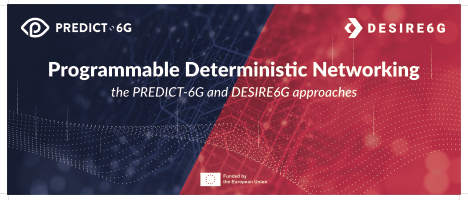 PREDICT-6G
DESIRE6G
Programmable Deterministic Networking
the PREDICT-6G and DESIRE6G approaches
Funded by
the European Union